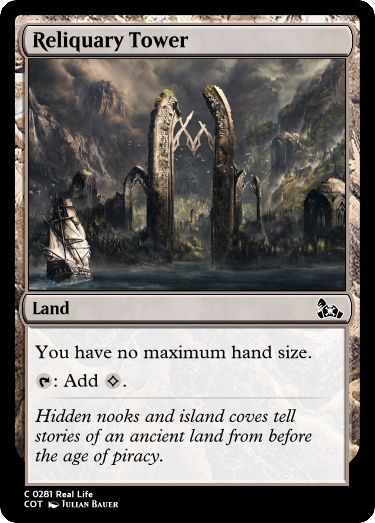 Reliquary Tower
Land
You have no maximum hand size.
: Add .
Hidden nooks and island coves tell
stories of an ancient land from before
the age of piracy.
C 0281 Real Life
COT Julian Bauer